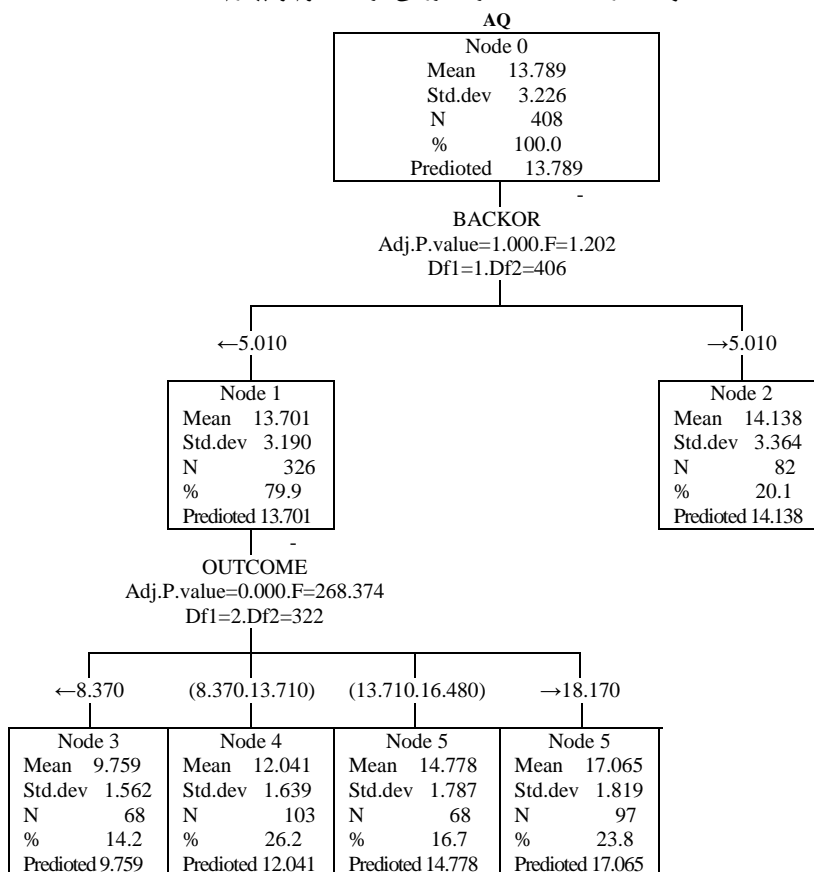 AQ
Node 0
Mean 13.789
Std.dev 3.226
N 408
% 100.0
Predioted 13.789
-
BACKOR
Adj.P.value=1.000.F=1.202
Df1=1.Df2=406
←5.010
→5.010
Node 1
Mean 13.701
Std.dev 3.190
N 326
% 79.9
Predioted 13.701
Node 2
Mean 14.138
Std.dev 3.364
N 82
% 20.1
Predioted 14.138
-
OUTCOME
Adj.P.value=0.000.F=268.374
Df1=2.Df2=322
←8.370
(8.370.13.710)
(13.710.16.480)
→18.170
Node 3
Mean 9.759
Std.dev 1.562
N 68
% 14.2
Predioted 9.759
Node 4
Mean 12.041
Std.dev 1.639
N 103
% 26.2
Predioted 12.041
Node 5
Mean 14.778
Std.dev 1.787
N 68
% 16.7
Predioted 14.778
Node 5
Mean 17.065
Std.dev 1.819
N 97
% 23.8
Predioted 17.065